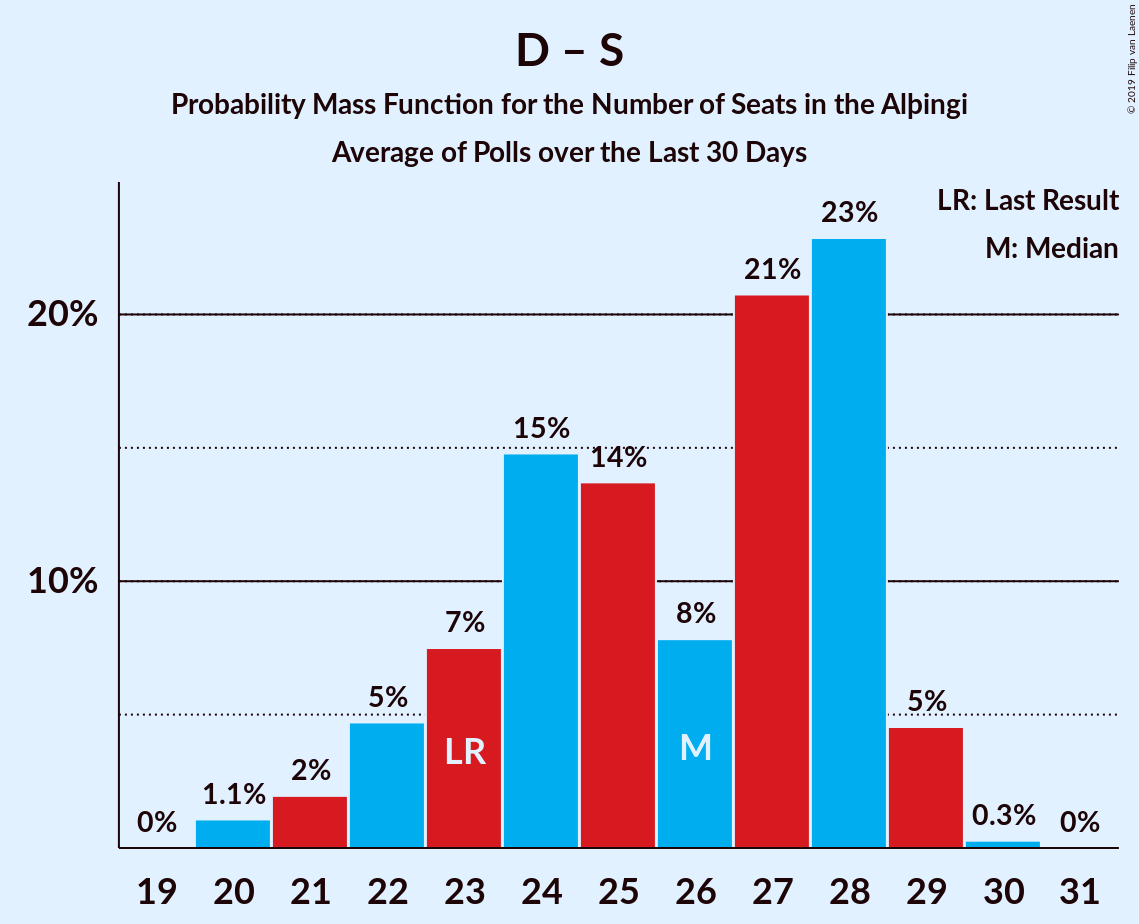 D – S
Probability Mass Function for the Number of Seats in the Alþingi
Average of Polls over the Last 30 Days
© 2019 Filip van Laenen
LR: Last Result
M: Median
20%
10%
0%
1.1%
2%
5%
7%
15%
14%
8%
21%
23%
5%
0.3%
0%
LR
M
19 20 21 22 23 24 25 26 27 28 29 30 31